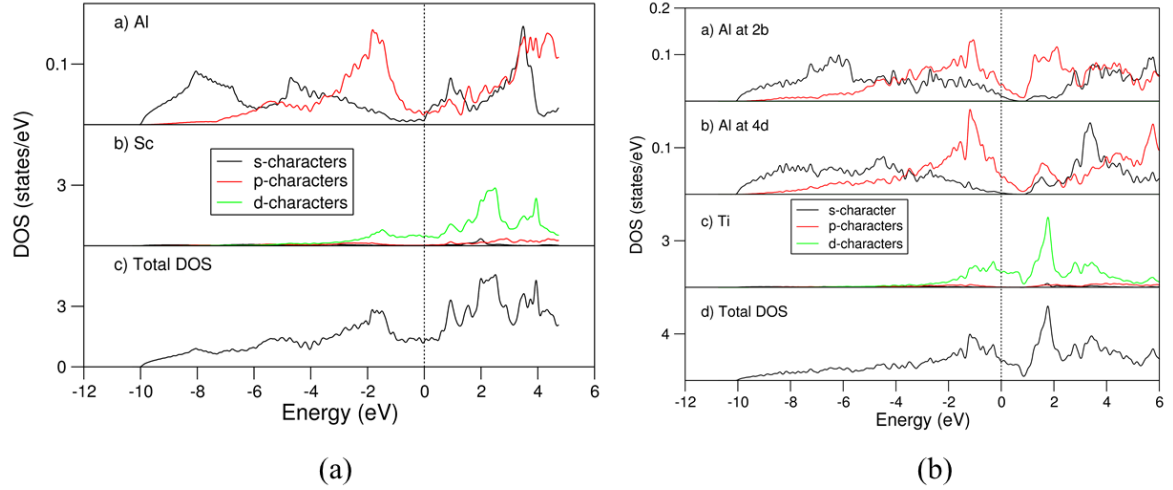 a) Al
0.1
b) Sc
s-characters
p-characters
d-characters
3
c) Total DOS
3
0
DOS (states/eV)
-12 -10 -8 -6 -4 -2 0 2 4 6
Energy (eV)
(a)
0.2
a) Al at 2b
0.1
b) Al at 4d
0.1
c) Ti
s-character
p-characters
d-characters
3
d) Total DOS
4
DOS (states/eV)
-12 -10 -8 -6 -4 -2 0 2 4 6
Energy (eV)
(b)